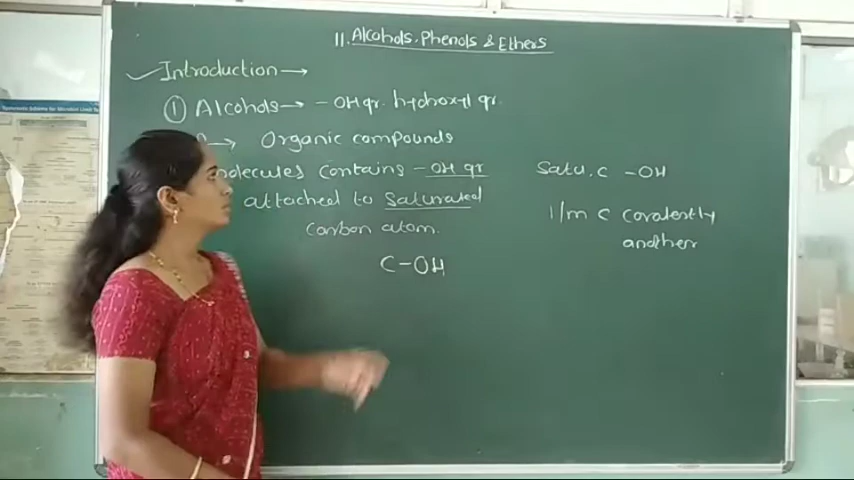 11. Alcohols, Phenols & Ethers
Introduction →
① Alcohols → - OH gr. hydroxyl gr.
→ Organic compounds
molecules contains - OH gr
attached to saturated
carbon atom.
C-OH
Satu. C - OH
1/m C covalently
another